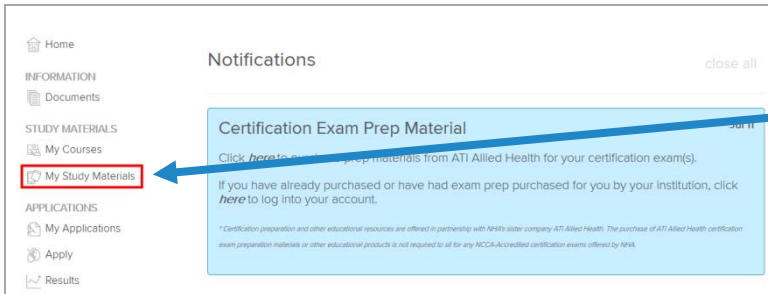 Home
Notifications
close all
INFORMATION
Documents
STUDY MATERIALS
My Courses
My Study Materials
APPLICATIONS
My Applications
Apply
Results
Certification Exam Prep Material
Click here to purchase prep materials from ATI Allied Health for your certification exam(s).
If you have already purchased or have had exam prep purchased for you by your institution, click
here to log into your account.
* Certification preparation and other educational resources are offered in partnership with NHA's sister company ATI Allied Health. The purchase of ATI Allied Health certification
exam preparation materials or other educational products is not required to sit for any NCCA-Accredited certification exams offered by NHA.